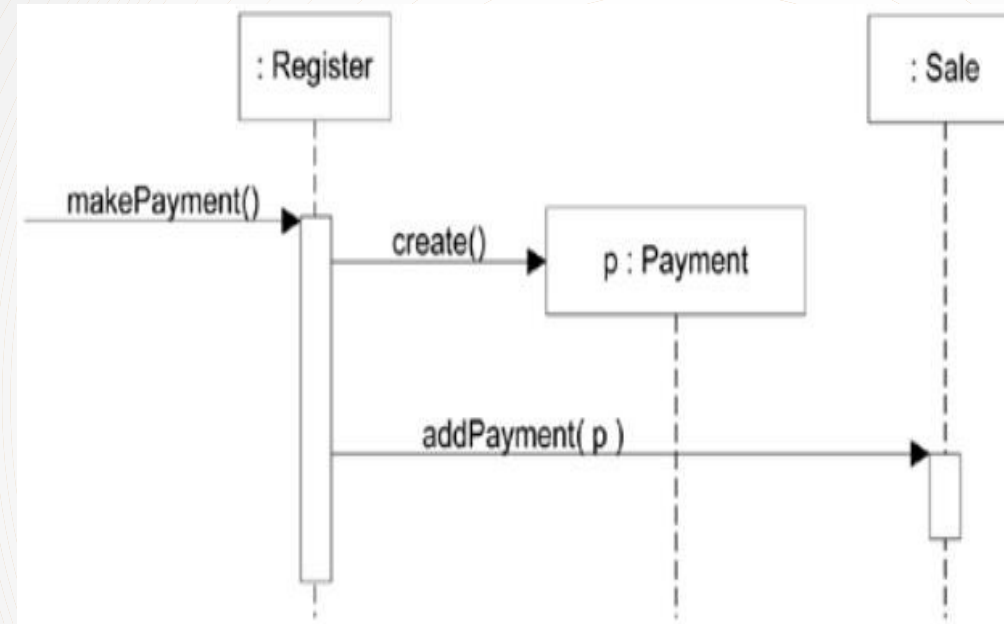 : Register
: Sale
makePayment()
create()
p : Payment
addPayment( p )